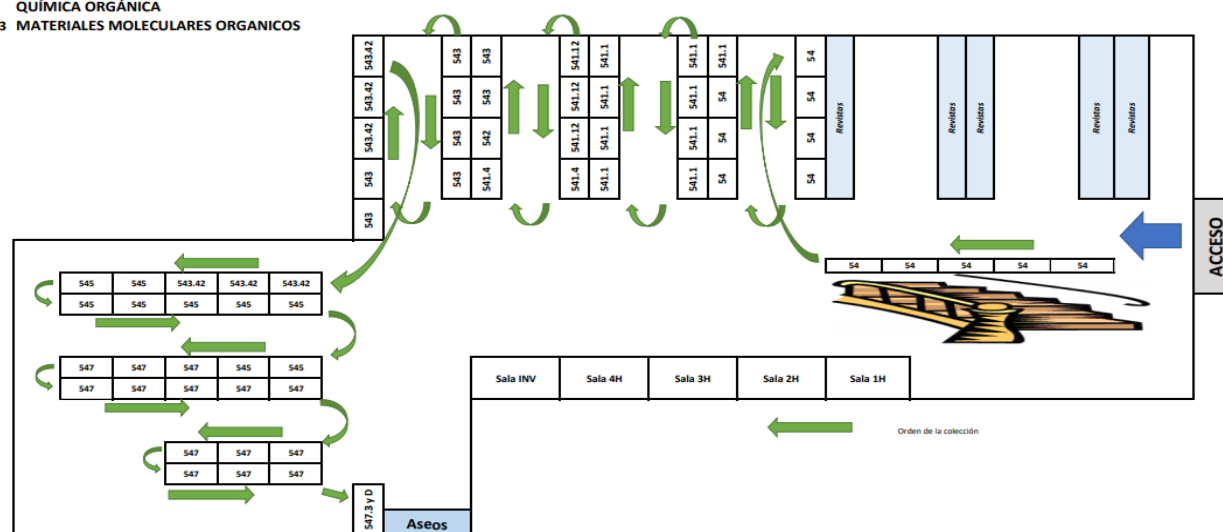 QUÍMICA ORGÁNICA
3 MATERIALES MOLECULARES ORGANICOS
543.42 543 543 541.12 541.1 541.1 541.1 54
543.42 543 543 541.12 541.1 541.1 54 54
543.42 543 542 541.12 541.1 541.1 54 54
543 543 541.4 541.4 541.1 541.1 54 54
543
Revistas Revistas Revistas Revistas Revistas
ACCESO
54 54 54 54 54
545 545 543.42 543.42 543.42
545 545 545 545 545
547 547 547 545 545
547 547 547 547 547
Sala INV Sala 4H Sala 3H Sala 2H Sala 1H
Orden de la colección
547 547 547
547 547 547
547.3 y D
Aseos